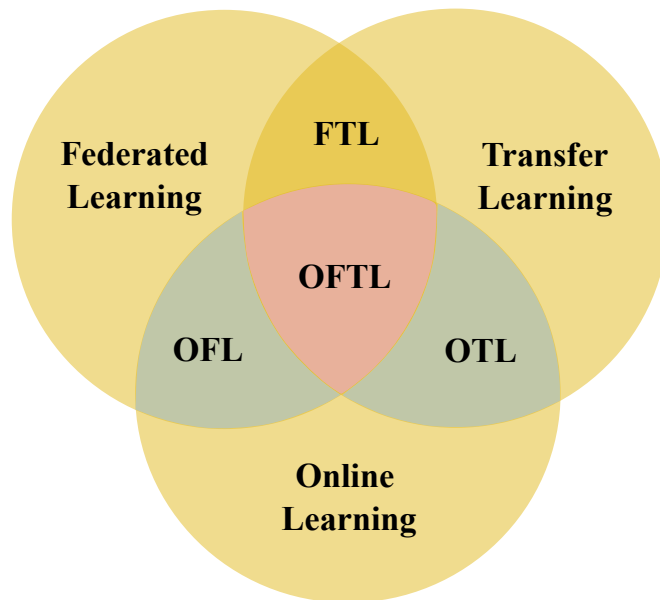 FTL
Federated
Learning
Transfer
Learning
OFTL
OFL
OTL
Online
Learning